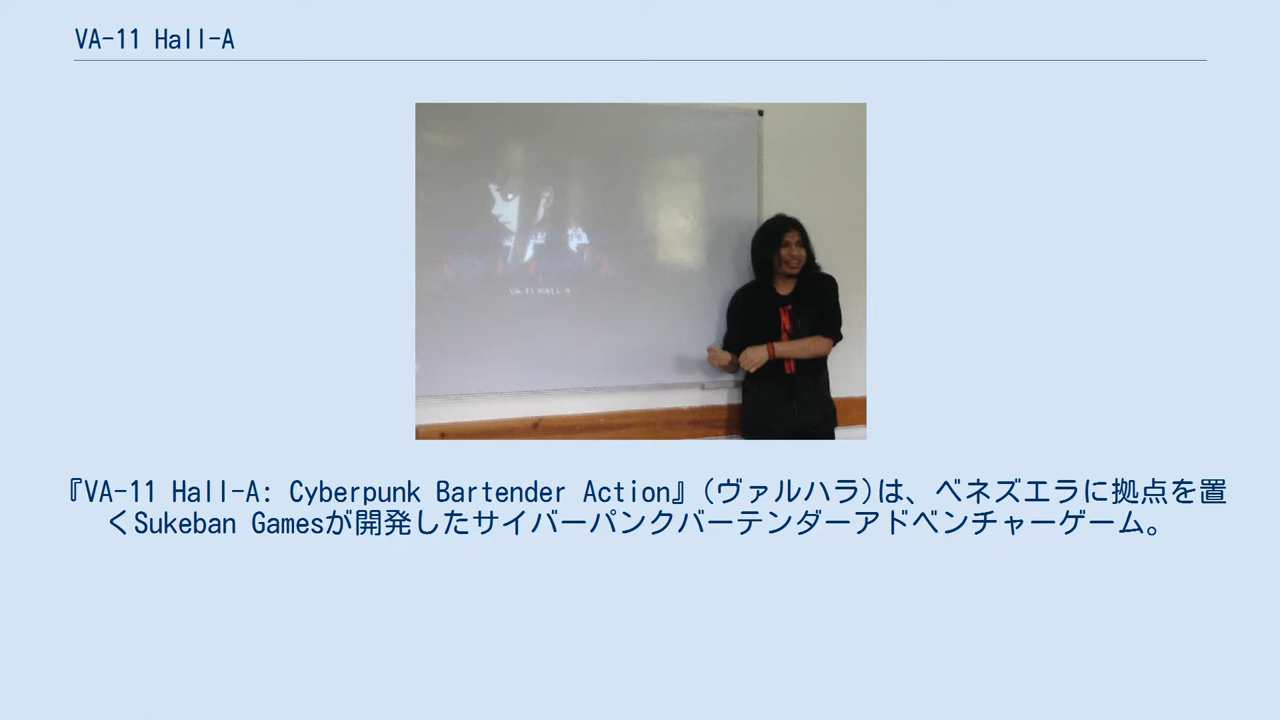 VA-11 Hall-A
VA-11 HALL-A
『VA-11 Hall-A: Cyberpunk Bartender Action』(ヴァルハラ)は、ベネズエラに拠点を置
くSukeban Gamesが開発したサイバーパンクバーテンダーアドベンチャーゲーム。